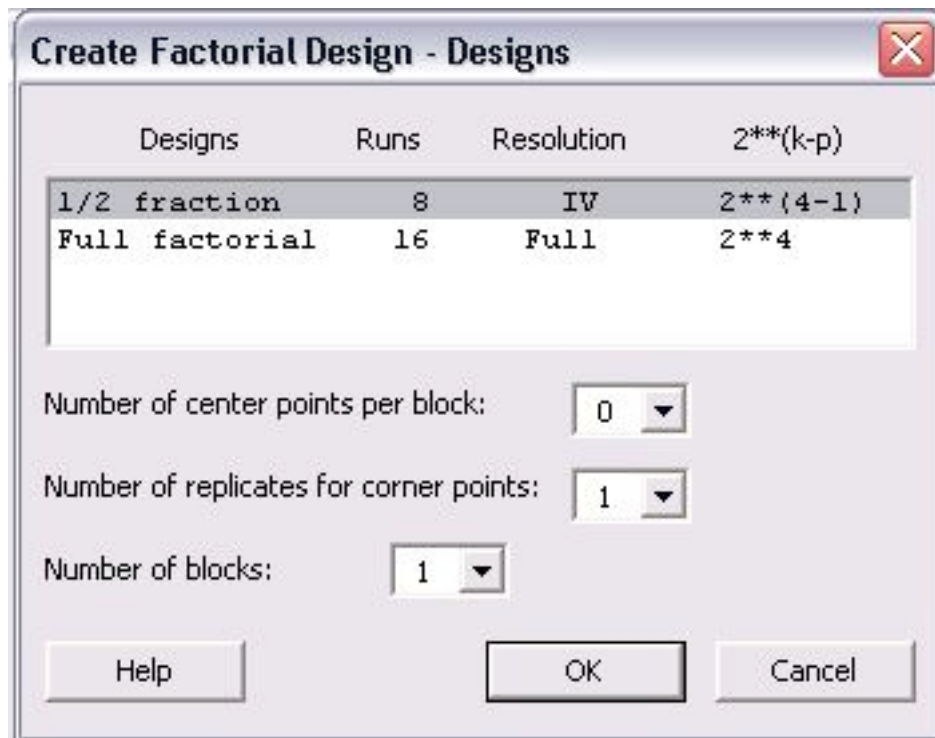 Create Factorial Design - Designs
Designs Runs Resolution 2**(k-p)
1/2 fraction 8 IV 2**(4-1)
Full factorial 16 Full 2**4
Number of center points per block: 0
Number of replicates for corner points: 1
Number of blocks: 1
Help OK Cancel